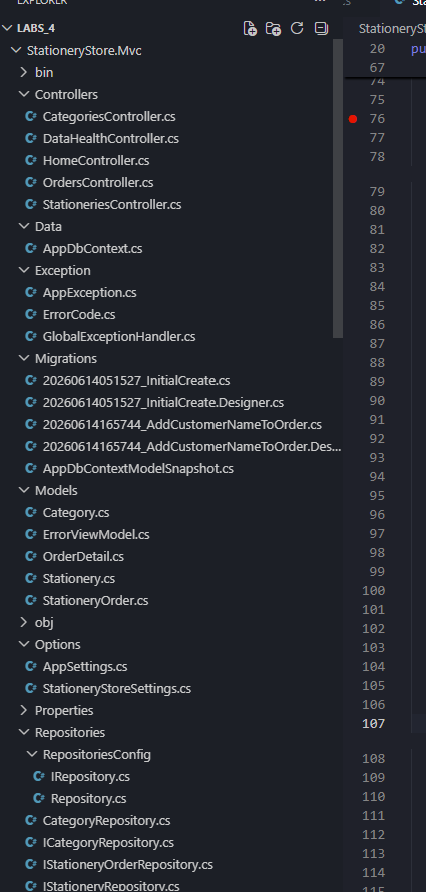 EXPLORER
LABS_4
StationeryStore.Mvc
bin
Controllers
CategoriesController.cs
DataHealthController.cs
HomeController.cs
OrdersController.cs
StationeriesController.cs
Data
AppDbContext.cs
Exception
AppException.cs
ErrorCode.cs
GlobalExceptionHandler.cs
Migrations
20260614051527_InitialCreate.cs
20260614051527_InitialCreate.Designer.cs
20260614165744_AddCustomerNameToOrder.cs
20260614165744_AddCustomerNameToOrder.Des...
AppDbContextModelSnapshot.cs
Models
Category.cs
ErrorViewModel.cs
OrderDetail.cs
Stationery.cs
StationeryOrder.cs
obj
Options
AppSettings.cs
StationeryStoreSettings.cs
Properties
Repositories
RepositoriesConfig
IRepository.cs
Repository.cs
CategoryRepository.cs
ICategoryRepository.cs
IStationeryOrderRepository.cs
IStationeryRepository.cs
StationerySt
20 pu
67
74
75
76
77
78
79
80
81
82
83
84
85
86
87
88
89
90
91
92
93
94
95
96
97
98
99
100
101
102
103
104
105
106
107
108
109
110
111
112
113
114
115